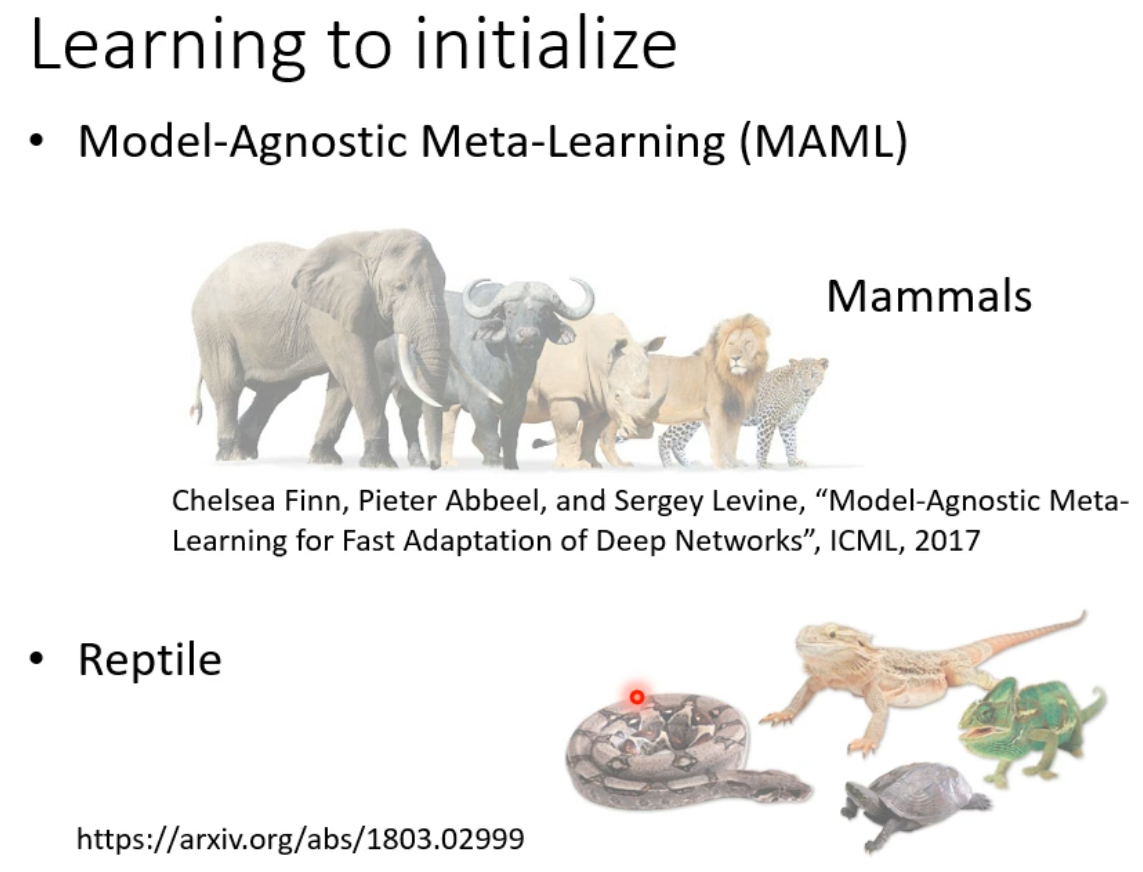 Learning to initialize
• Model-Agnostic Meta-Learning (MAML)
Mammals
Chelsea Finn, Pieter Abbeel, and Sergey Levine, “Model-Agnostic Meta-
Learning for Fast Adaptation of Deep Networks”, ICML, 2017
• Reptile
https://arxiv.org/abs/1803.02999